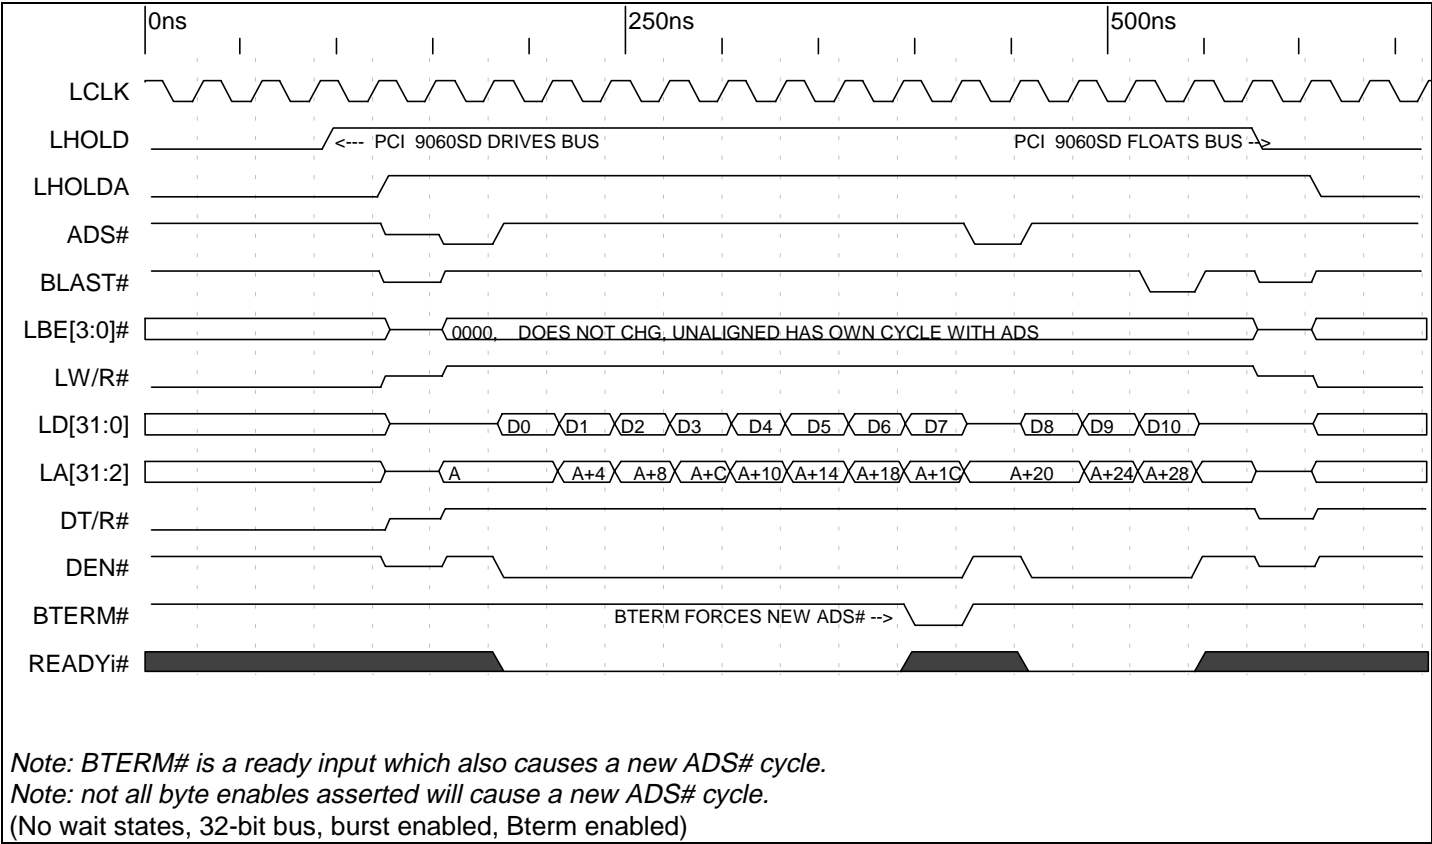 0ns 250ns 500ns
LCLK
LHOLD <--- PCI 9060SD DRIVES BUS PCI 9060SD FLOATS BUS -->
LHOLDA
ADS#
BLAST#
LBE[3:0]# 0000, DOES NOT CHG, UNALIGNED HAS OWN CYCLE WITH ADS
LW/R#
LD[31:0] D0 D1 D2 D3 D4 D5 D6 D7 D8 D9 D10
LA[31:2] A A+4 A+8 A+C A+10 A+14 A+18 A+1C A+20 A+24 A+28
DT/R#
DEN#
BTERM# BTERM FORCES NEW ADS# -->
READYi#
Note: BTERM# is a ready input which also causes a new ADS# cycle.
Note: not all byte enables asserted will cause a new ADS# cycle.
(No wait states, 32-bit bus, burst enabled, Bterm enabled)